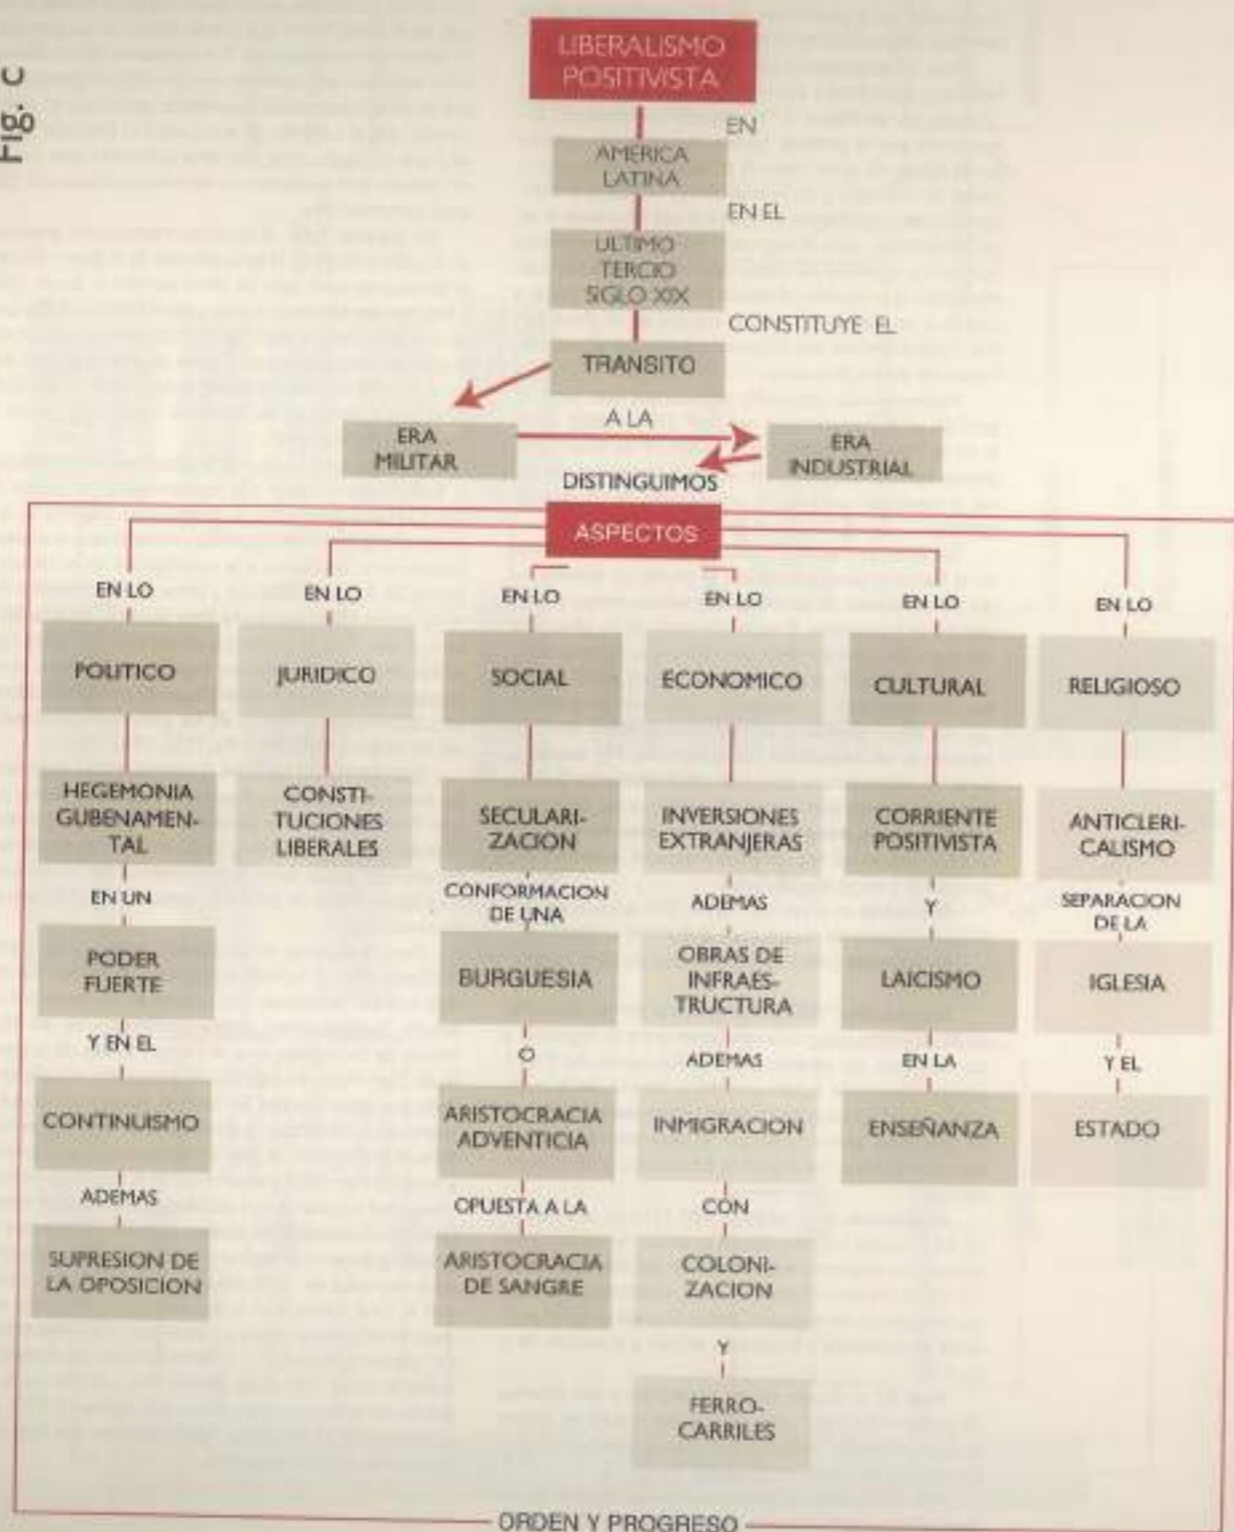 Fig. C
LIBERALISMO
POSITIVISTA
EN
AMERICA
LATINA
EN EL
ULTIMO
TERCIO
SIGLO XIX
CONSTITUYE EL
TRANSITO
A LA
ERA
MILITAR
ERA
INDUSTRIAL
DISTINGUIMOS
ASPECTOS
EN LO
POLITICO
HEGEMONIA
GUBENAMEN-
TAL
EN UN
PODER
FUERTE
Y EN EL
CONTINUISMO
ADEMAS
SUPRESION DE
LA OPOSICION
EN LO
JURIDICO
CONSTI-
TUCIONES
LIBERALES
EN LO
SOCIAL
SECULARI-
ZACION
CONFORMACION
DE UNA
BURGUESIA
O
ARISTOCRACIA
ADVENTICIA
OPUESTA A LA
ARISTOCRACIA
DE SANGRE
EN LO
ECONOMICO
INVERSIONES
EXTRANJERAS
ADEMAS
OBRAS DE
INFRAES-
TRUCTURA
ADEMAS
INMIGRACION
CON
COLONI-
ZACION
Y
FERRO-
CARRILES
EN LO
CULTURAL
CORRIENTE
POSITIVISTA
Y
LAICISMO
EN LA
ENSEÑANZA
EN LO
RELIGIOSO
ANTICLERI-
CALISMO
SEPARACION
DE LA
IGLESIA
Y EL
ESTADO
ORDEN Y PROGRESO